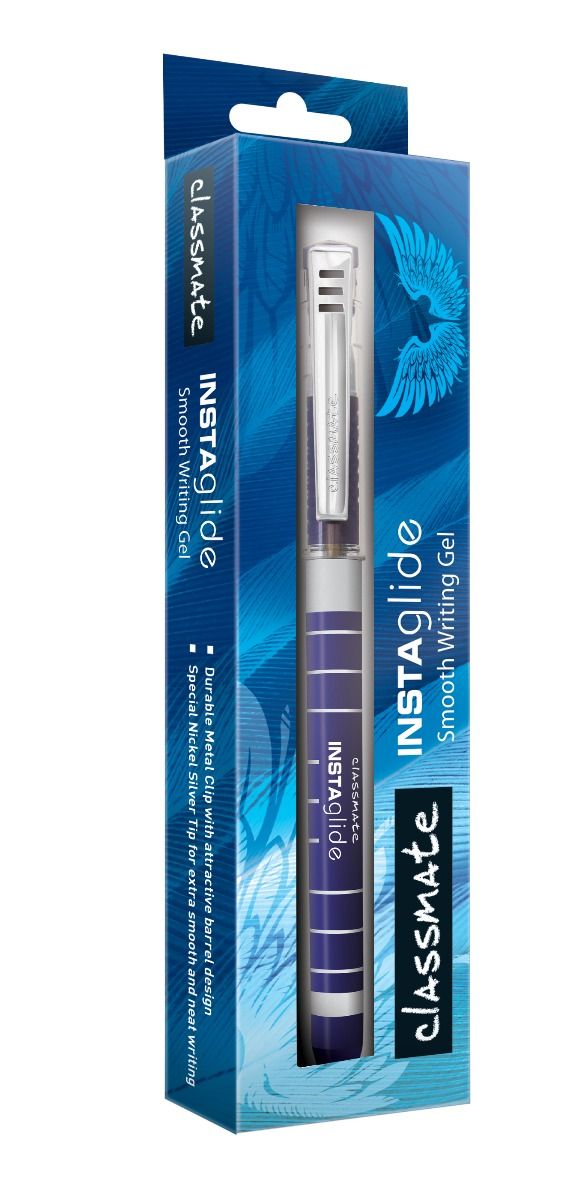 classmate
INSTAglide
Smooth Writing Gel
Durable Metal Clip with attractive barrel design
Special Nickel Silver Tip for extra smooth and neat writing
classmate
classmate
INSTAglide
INSTAglide
Smooth Writing Gel
classmate